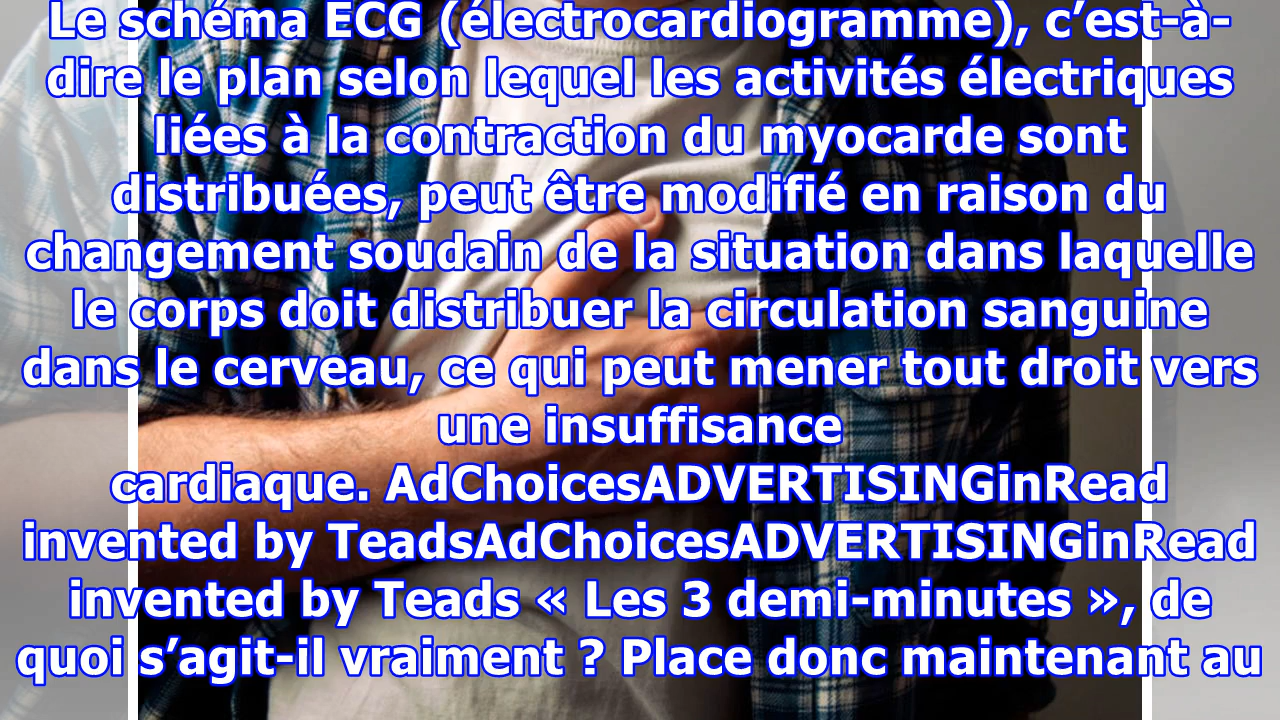 Le schéma ECG (électrocardiogramme), c’est-à-
dire le plan selon lequel les activités électriques
liées à la contraction du myocarde sont
distribuées, peut être modifié en raison du
changement soudain de la situation dans laquelle
le corps doit distribuer la circulation sanguine
dans le cerveau, ce qui peut mener tout droit vers
une insuffisance
cardiaque. AdChoicesADVERTISINGinRead
invented by TeadsAdChoicesADVERTISINGinRead
invented by Teads « Les 3 demi-minutes », de
quoi s’agit-il vraiment ? Place donc maintenant au